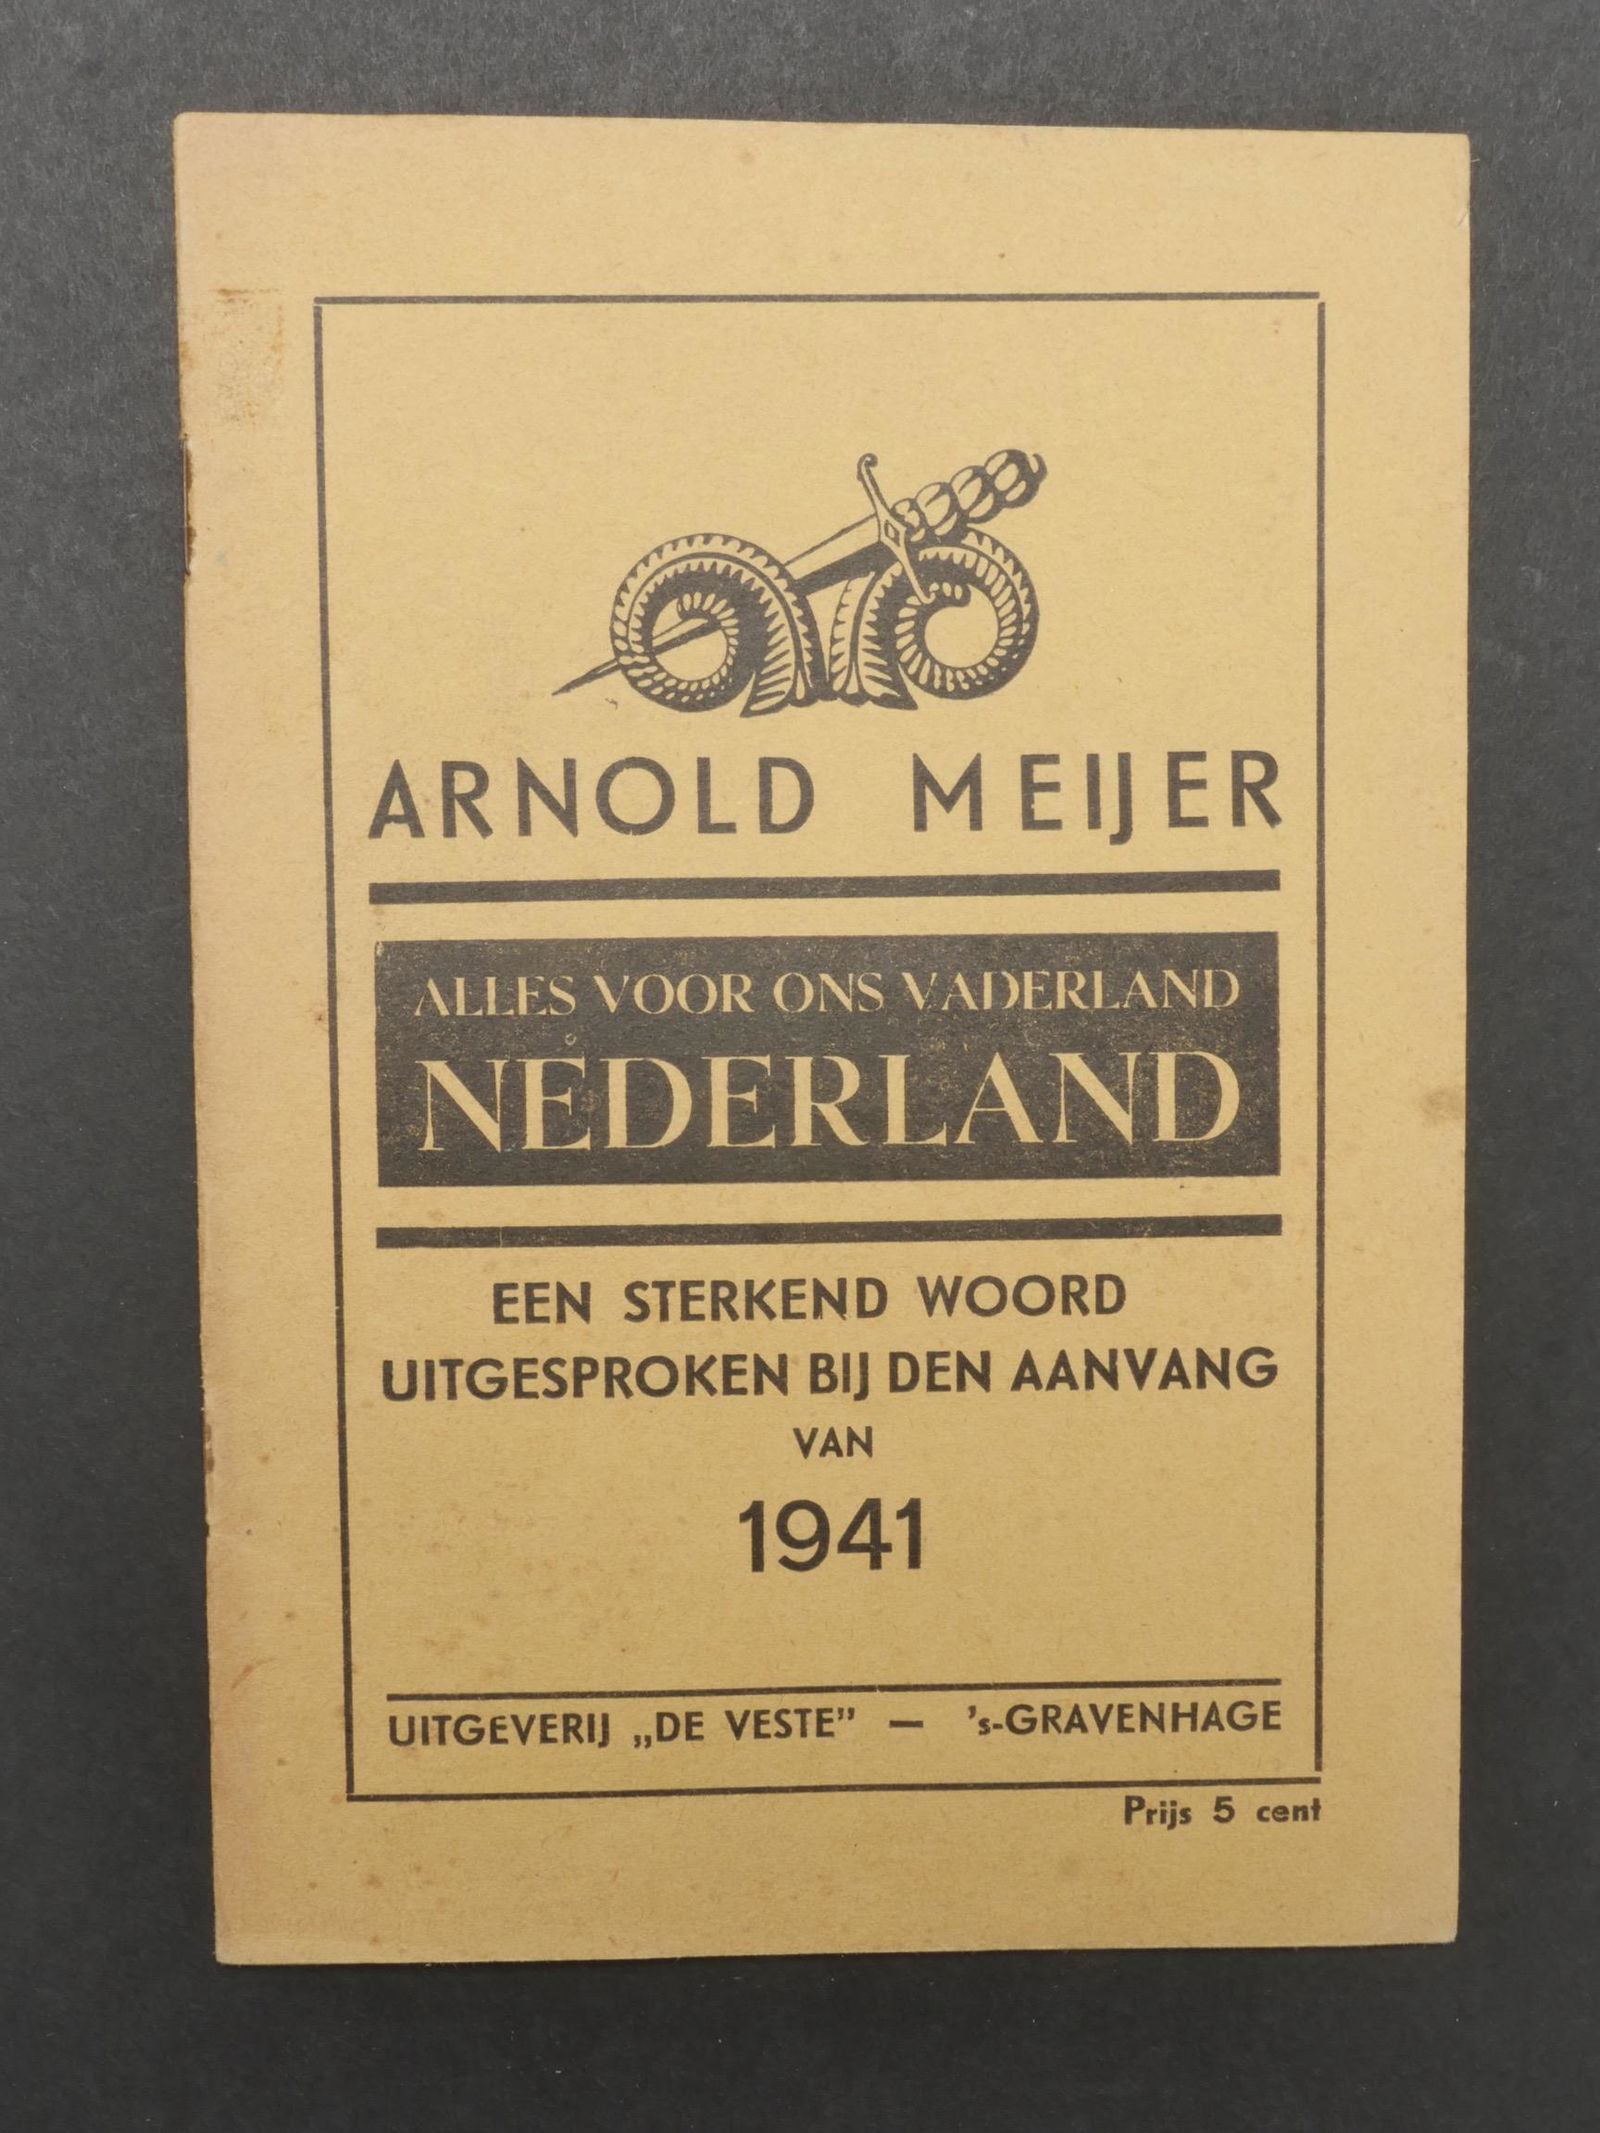 ARNOLD MEIJER
ALLES VOOR ONS VADERLAND
NEDERLAND
EEN STERKEND WOORD
UITGESPROKEN BIJ DEN AANVANG
VAN
1941
UITGEVERIJ „DE VESTE” — 's-GRAVENHAGE
Prijs 5 cent